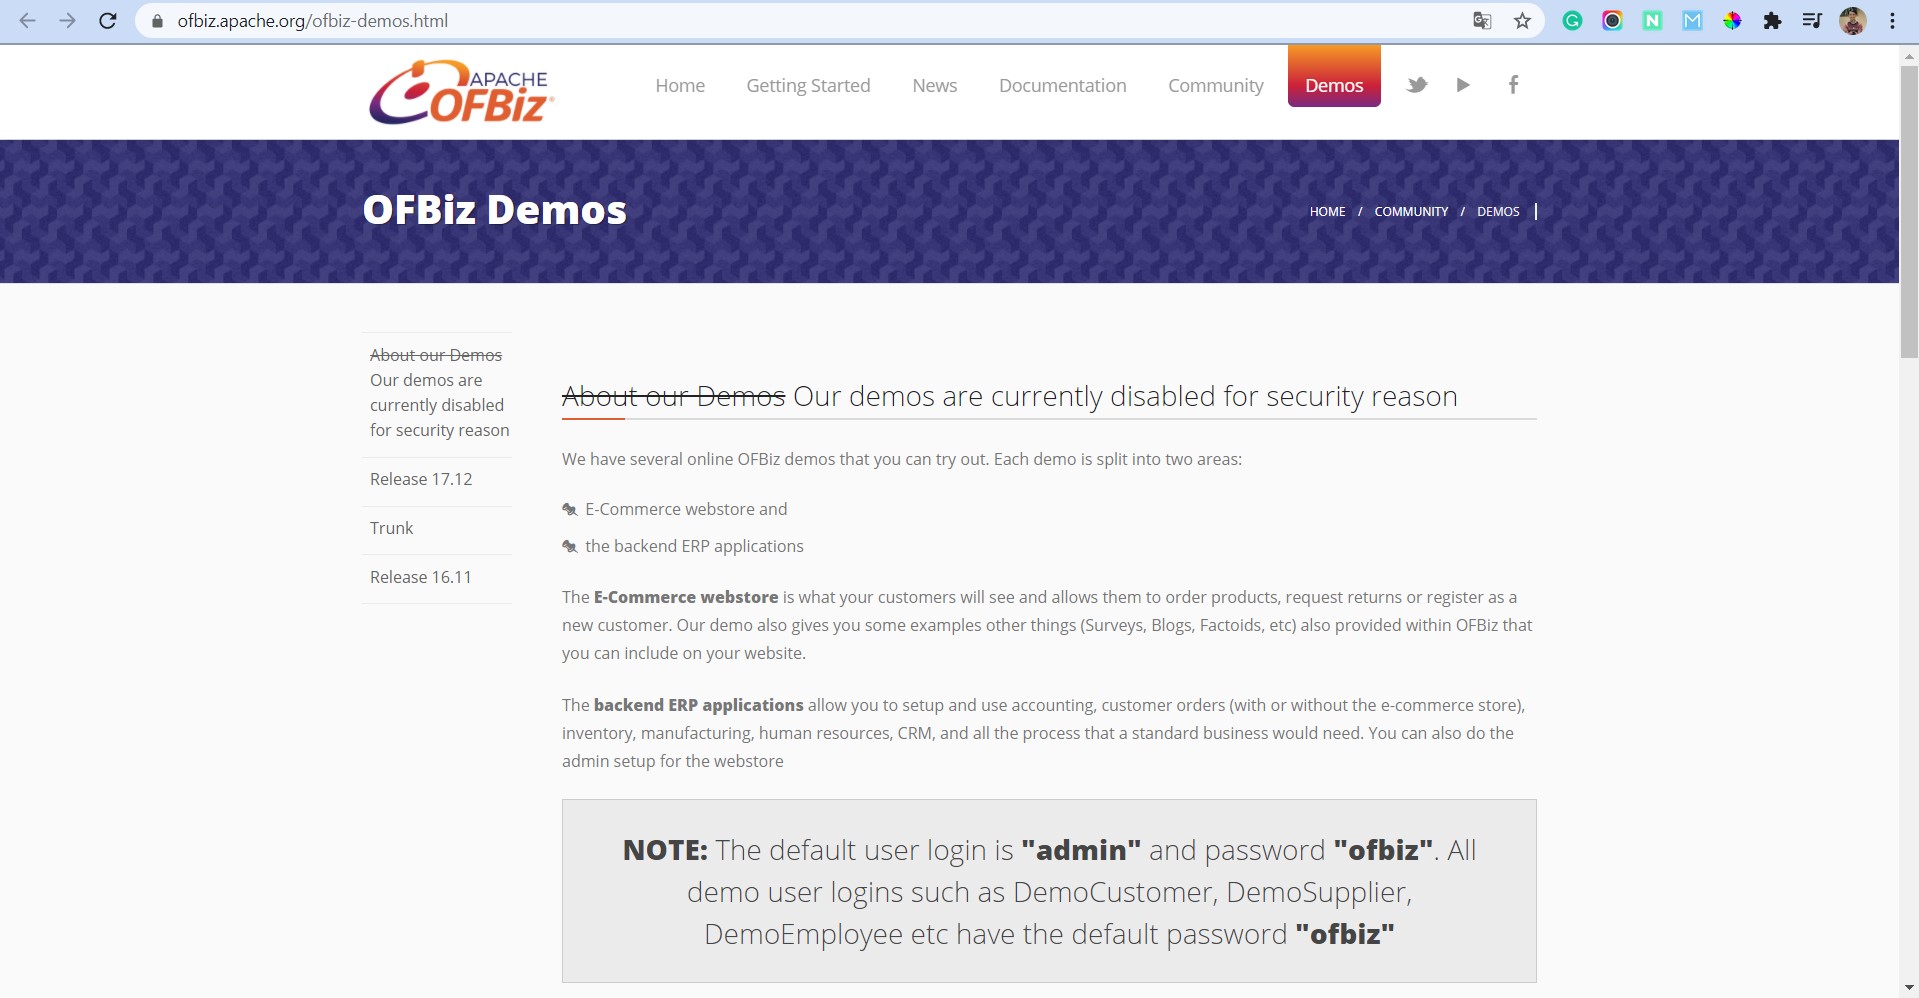 ofbiz.apache.org/ofbiz-demos.html
APACHE
OFBiz
Home Getting Started News Documentation Community Demos
OFBiz Demos
HOME / COMMUNITY / DEMOS
About our Demos
Our demos are
currently disabled
for security reason
Release 17.12
Trunk
Release 16.11
About our Demos Our demos are currently disabled for security reason
We have several online OFBiz demos that you can try out. Each demo is split into two areas:
E-Commerce webstore and
the backend ERP applications
The E-Commerce webstore is what your customers will see and allows them to order products, request returns or register as a
new customer. Our demo also gives you some examples other things (Surveys, Blogs, Factoids, etc) also provided within OFBiz that
you can include on your website.
The backend ERP applications allow you to setup and use accounting, customer orders (with or without the e-commerce store),
inventory, manufacturing, human resources, CRM, and all the process that a standard business would need. You can also do the
admin setup for the webstore
NOTE: The default user login is "admin" and password "ofbiz". All
demo user logins such as DemoCustomer, DemoSupplier,
DemoEmployee etc have the default password "ofbiz"